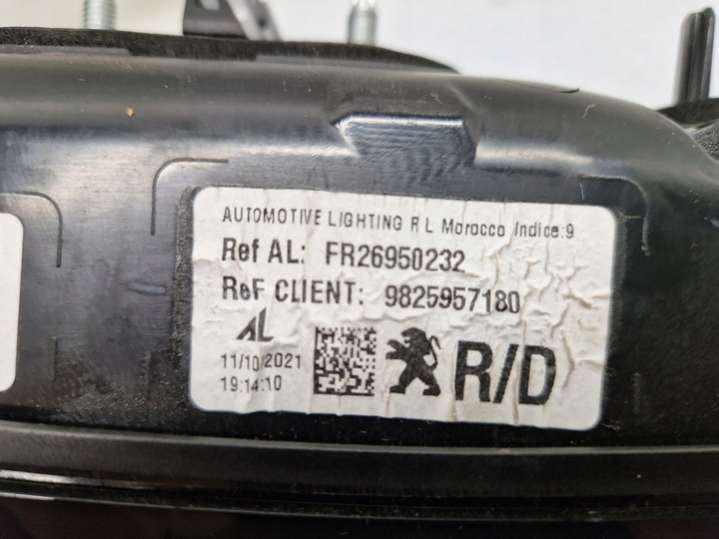 AUTOMOTIVE LIGHTING R L Morocco Indice:9
Ref AL: FR26950232
Ref CLIENT: 9825957180
AL
11/10/2021
19:14:10
R/D